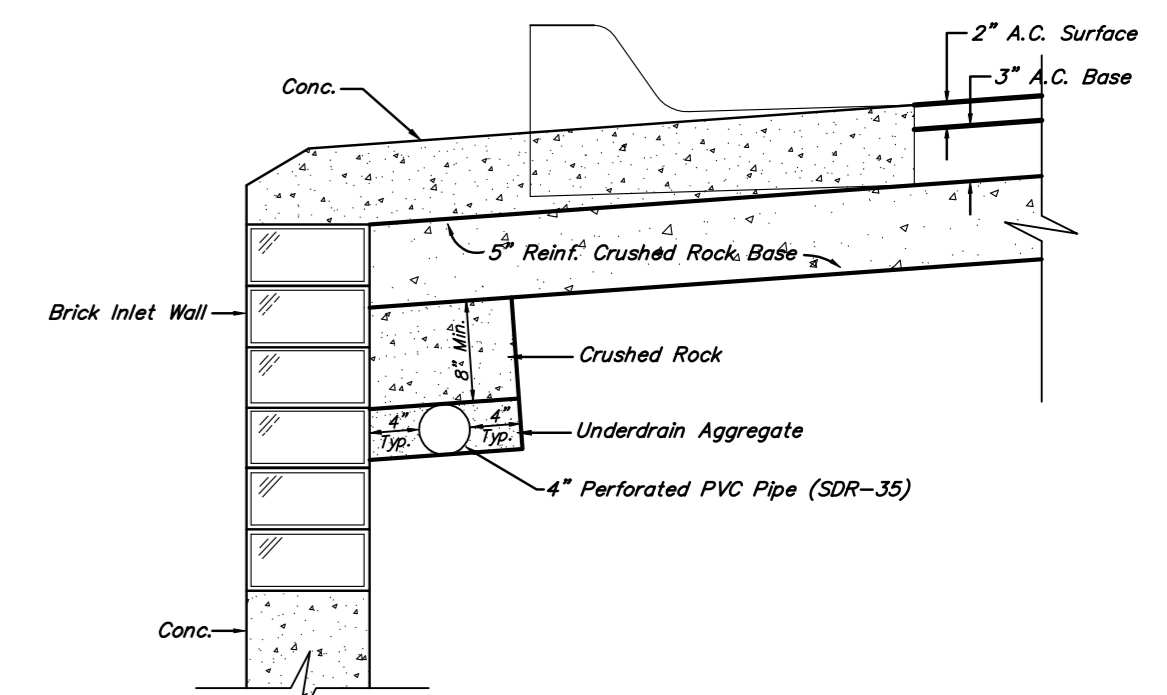 2" A.C. Surface
3" A.C. Base
Conc.
5" Reinf. Crushed Rock Base
Brick Inlet Wall
8" Min.
Crushed Rock
4"
Typ.
4"
Typ.
Underdrain Aggregate
4" Perforated PVC Pipe (SDR-35)
Conc.